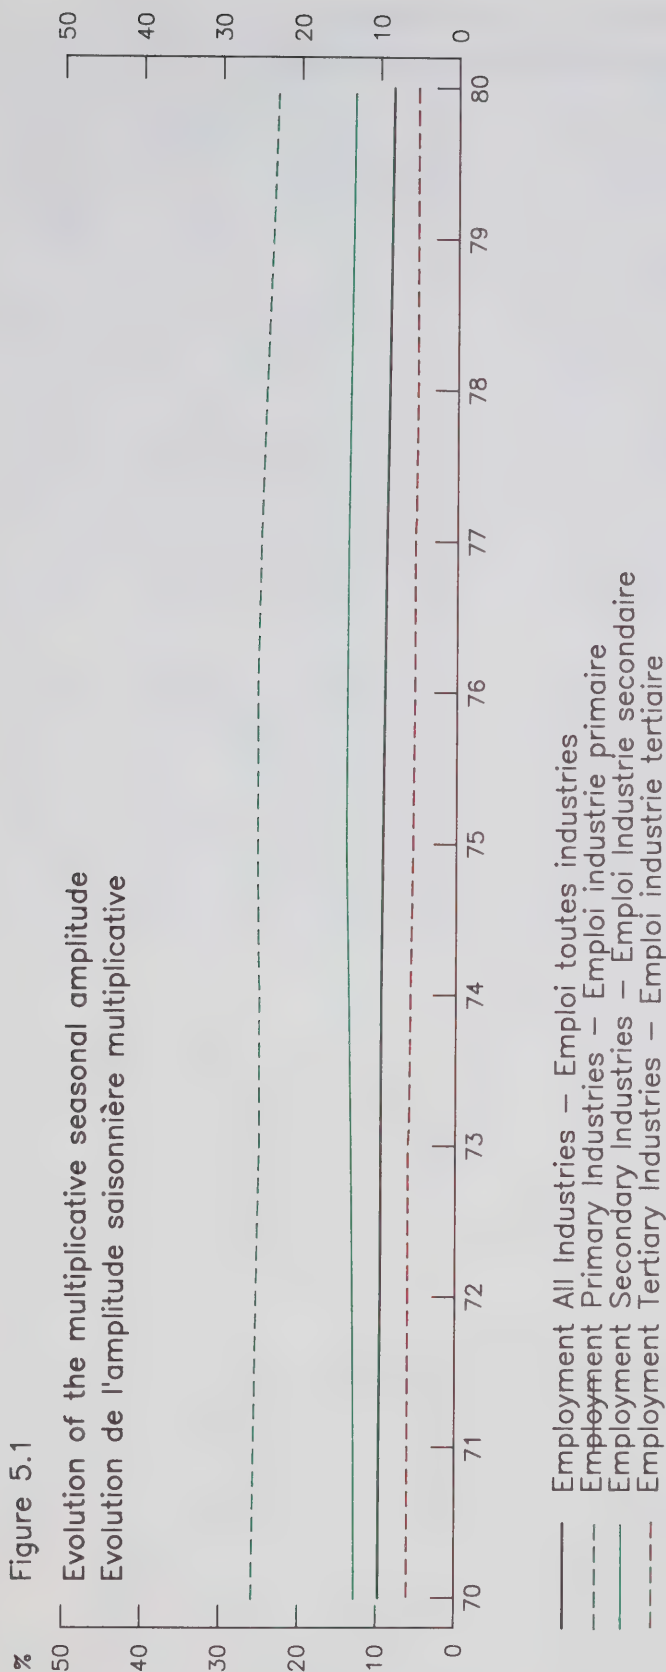 Figure 5.1
%
Evolution of the multiplicative seasonal amplitude
Evolution de l'amplitude saisonnière multiplicative
50
40
30
20
10
0
50
40
30
20
10
0
70 71 72 73 74 75 76 77 78 79 80
Employment All Industries – Emploi toutes industries
Employment Primary Industries – Emploi industrie primaire
Employment Secondary Industries – Emploi Industrie secondaire
Employment Tertiary Industries – Emploi industrie tertiaire